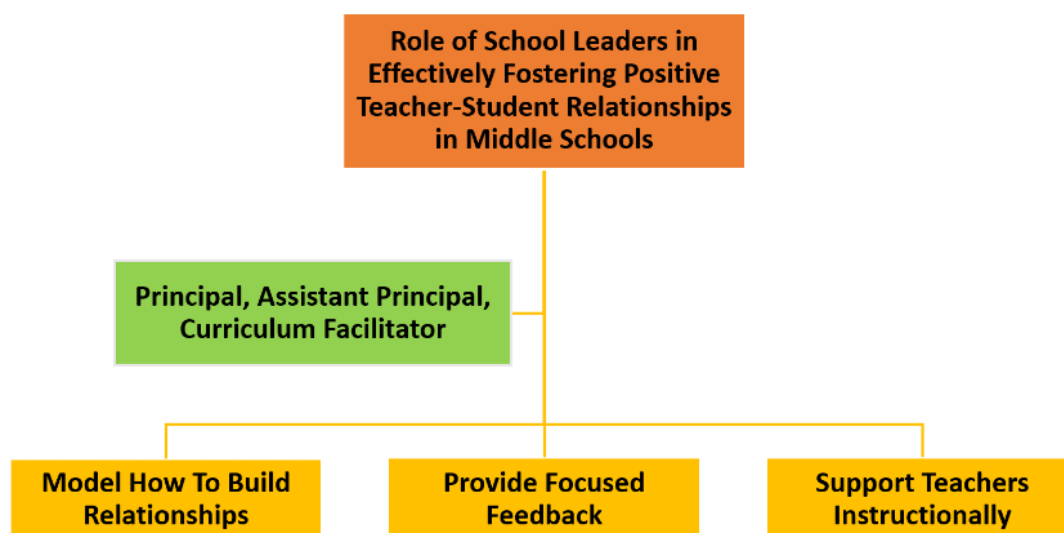 Role of School Leaders in
Effectively Fostering Positive
Teacher-Student Relationships
in Middle Schools
Principal, Assistant Principal,
Curriculum Facilitator
Model How To Build
Relationships
Provide Focused
Feedback
Support Teachers
Instructionally